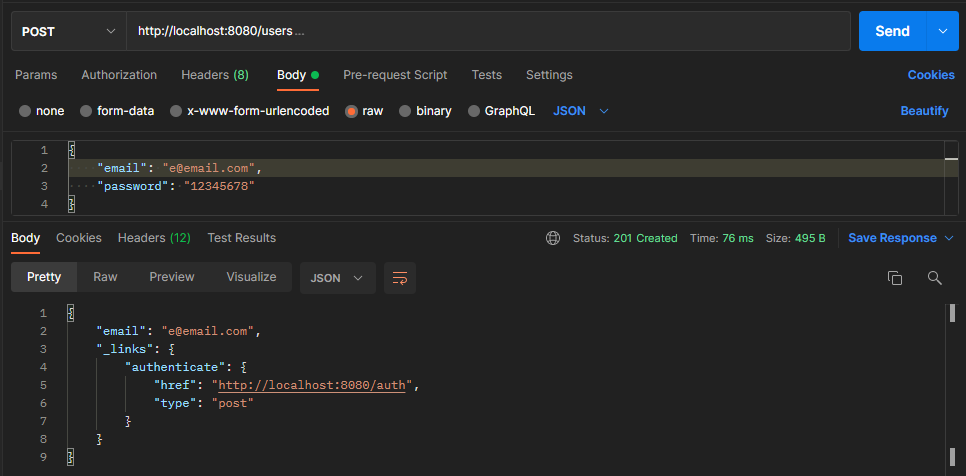 POST http://localhost:8080/users ... Send
Params Authorization Headers (8) Body Pre-request Script Tests Settings Cookies
none form-data x-www-form-urlencoded raw binary GraphQL JSON Beautify
1 {
2 "email": "e@email.com",
3 "password": "12345678"
4 }
Body Cookies Headers (12) Test Results Status: 201 Created Time: 76 ms Size: 495 B Save Response
Pretty Raw Preview Visualize JSON
1 {
2 "email": "e@email.com",
3 "_links": {
4 "authenticate": {
5 "href": "http://localhost:8080/auth",
6 "type": "post"
7 }
8 }
9 }